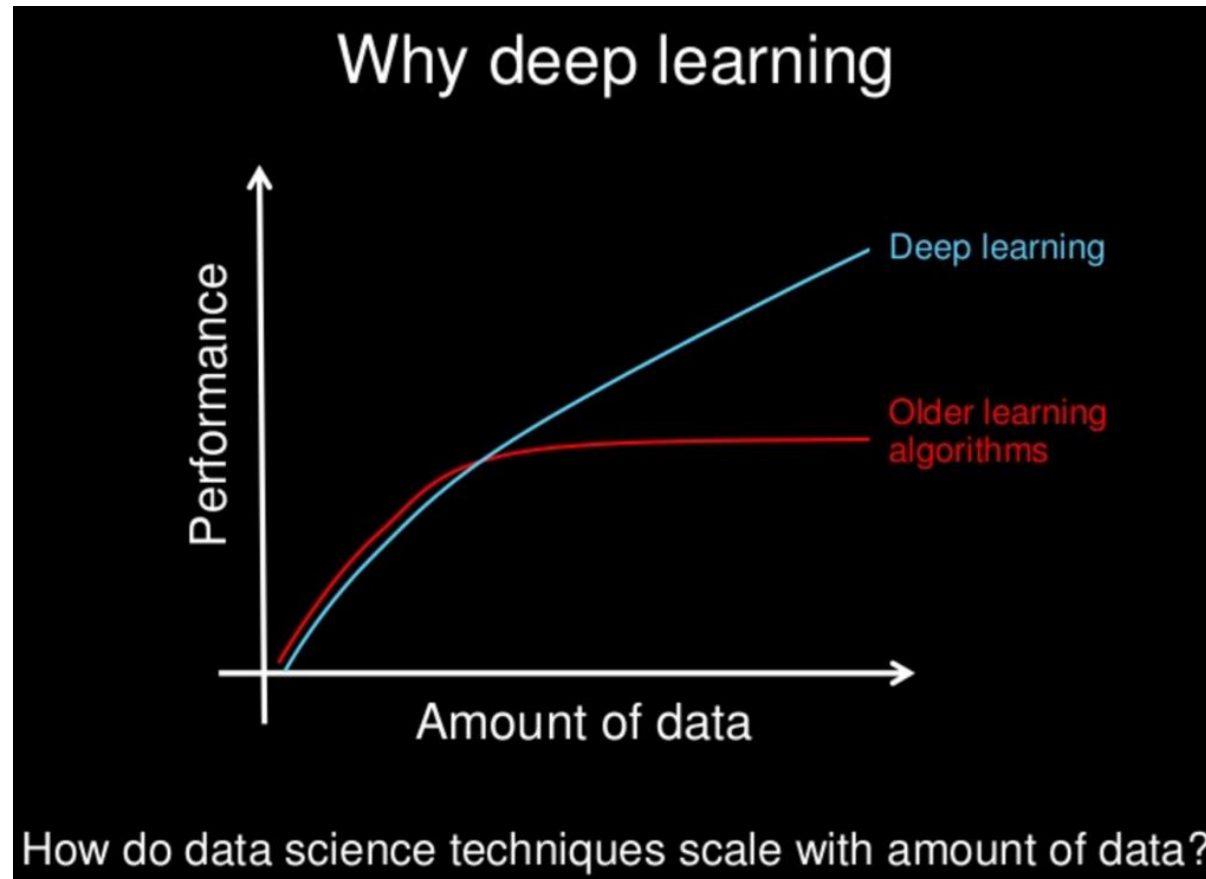 Why deep learning
Performance
Deep learning
Older learning
algorithms
Amount of data
How do data science techniques scale with amount of data?